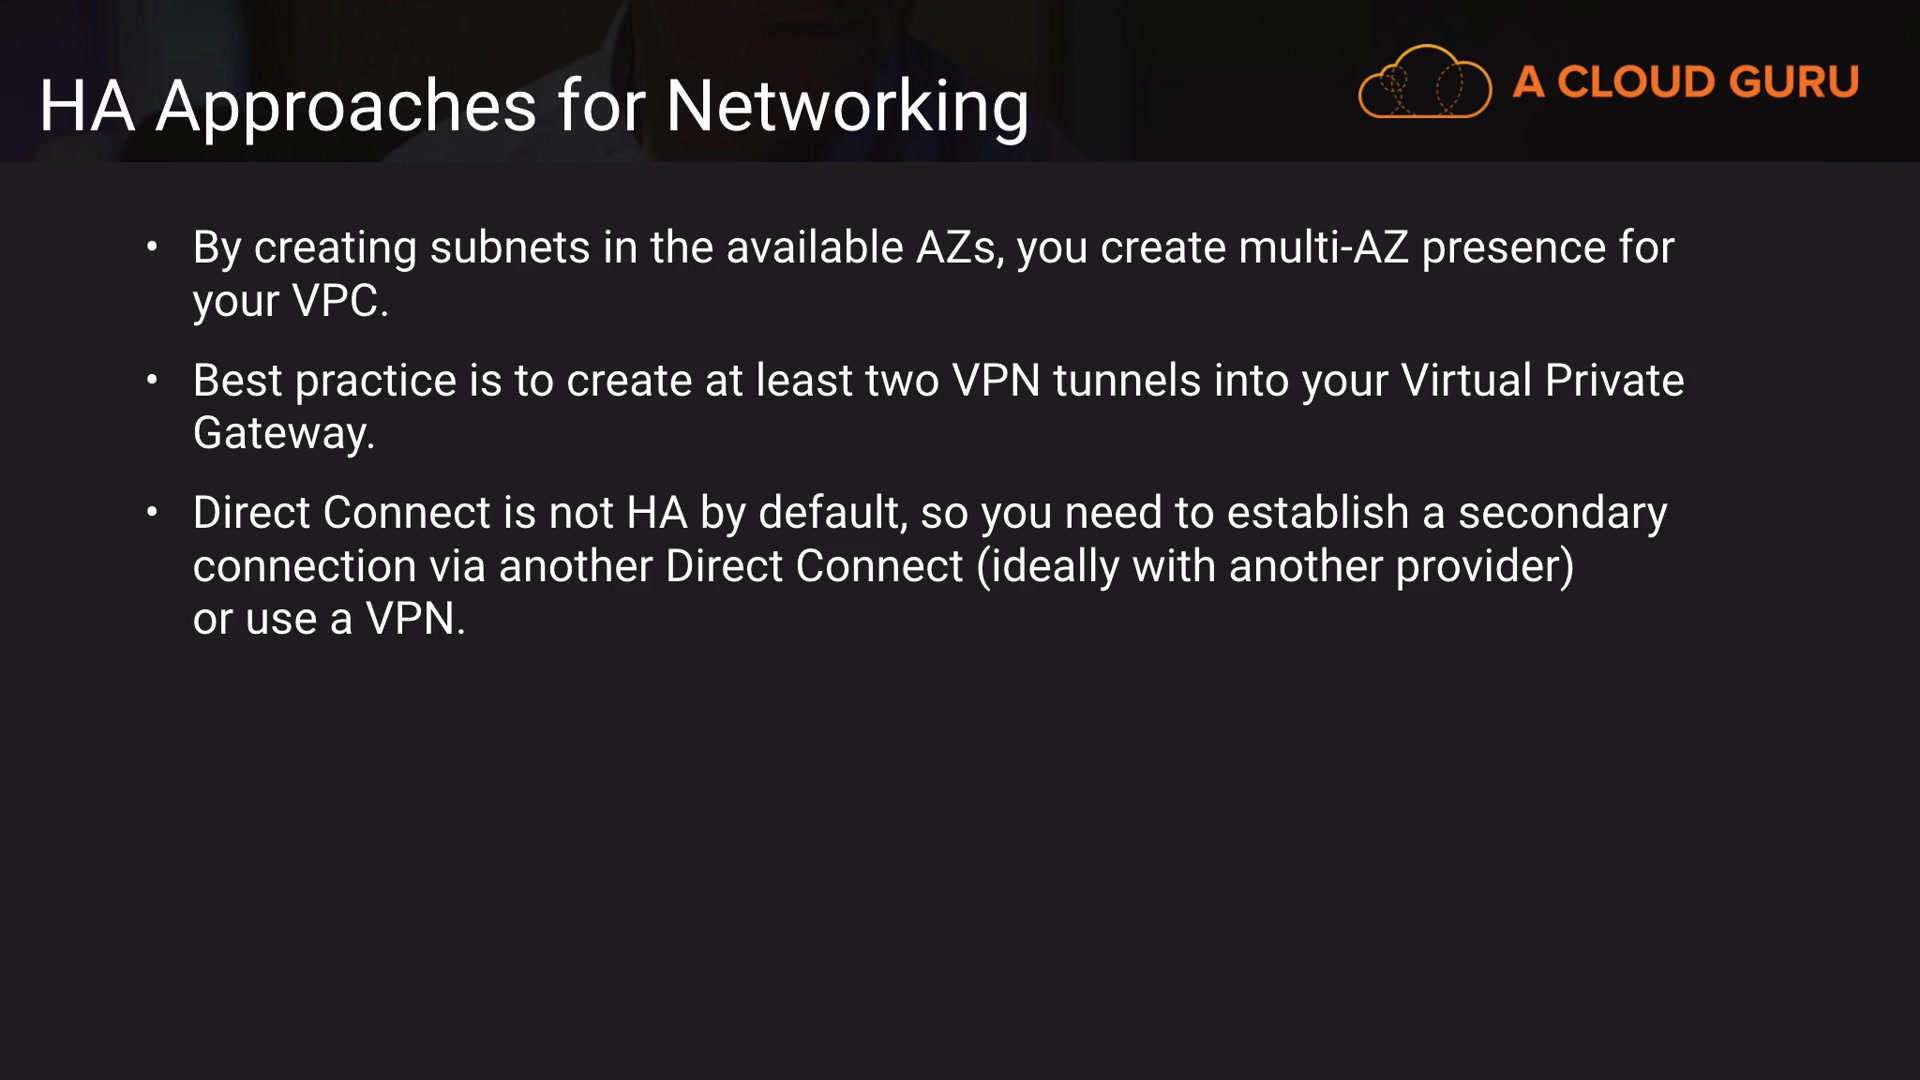 HA Approaches for Networking
A CLOUD GURU
• By creating subnets in the available AZs, you create multi-AZ presence for
your VPC.
• Best practice is to create at least two VPN tunnels into your Virtual Private
Gateway.
• Direct Connect is not HA by default, so you need to establish a secondary
connection via another Direct Connect (ideally with another provider)
or use a VPN.